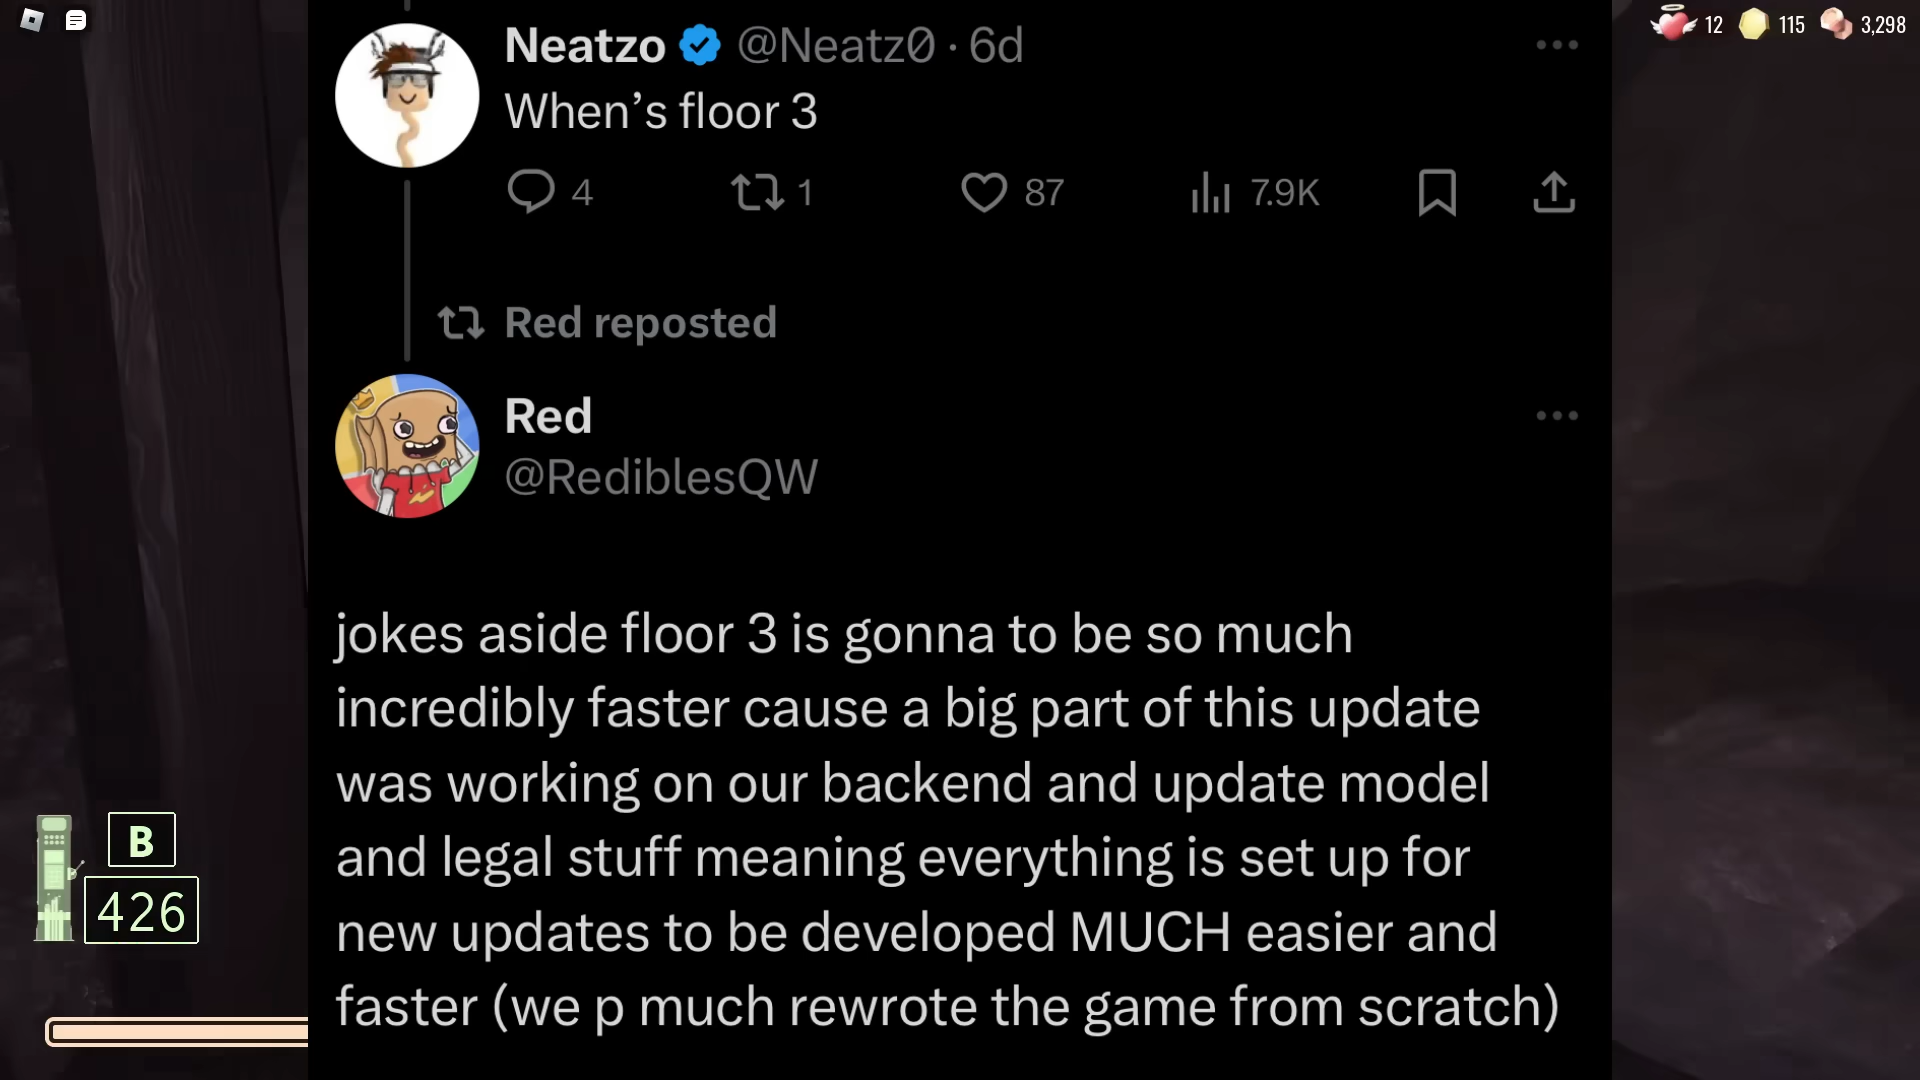 12 115 3,298
Neatzo @Neatz0 · 6d
When’s floor 3
4 1 87 7.9K
Red reposted
Red
@RediblesQW
jokes aside floor 3 is gonna to be so much
incredibly faster cause a big part of this update
was working on our backend and update model
and legal stuff meaning everything is set up for
new updates to be developed MUCH easier and
faster (we p much rewrote the game from scratch)
B
426